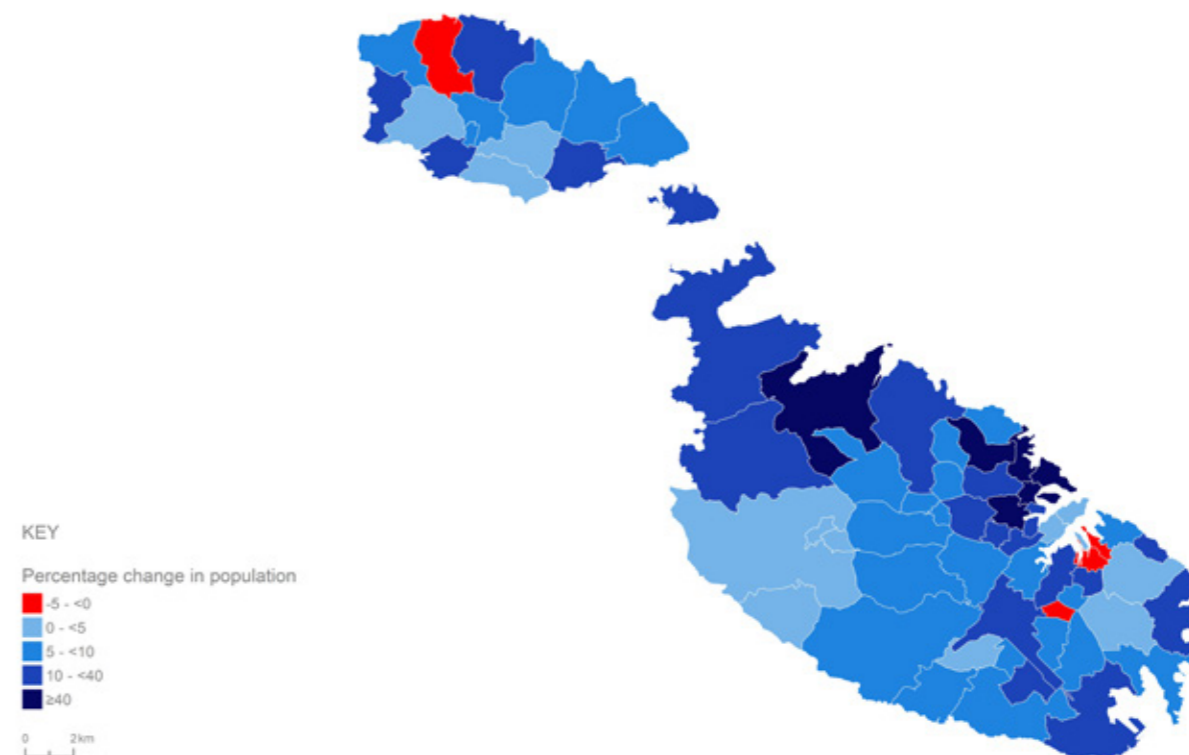 KEY
Percentage change in population
-5 - <0
0 - <5
5 - <10
10 - <40
≥40
0 2km